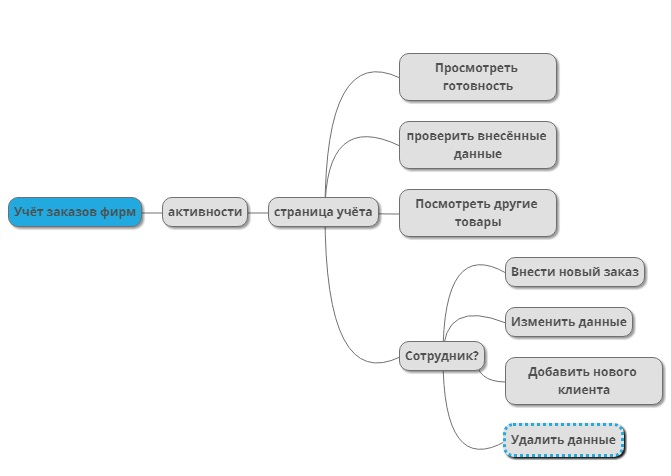 Просмотреть
готовность
проверить внесённые
данные
Учёт заказов фирм
активности
страница учёта
Посмотреть другие
товары
Внести новый заказ
Изменить данные
Сотрудник?
Добавить нового
клиента
Удалить данные